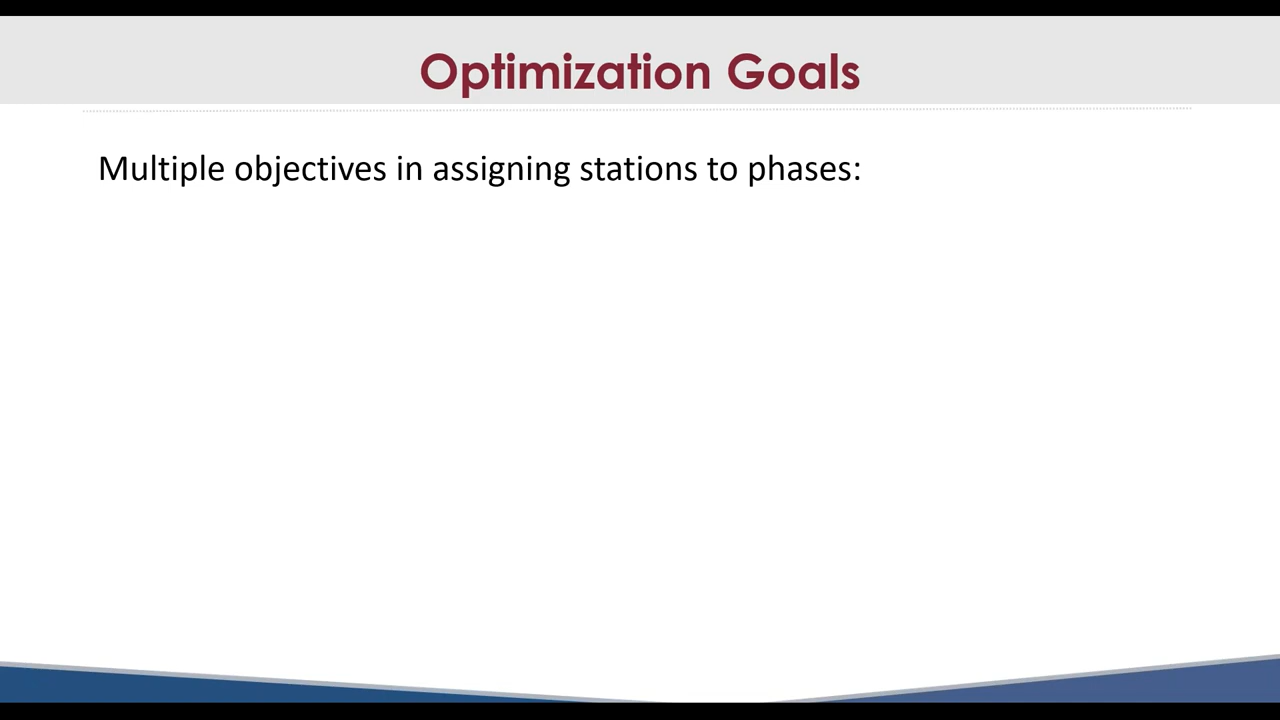 Optimization Goals
Multiple objectives in assigning stations to phases: